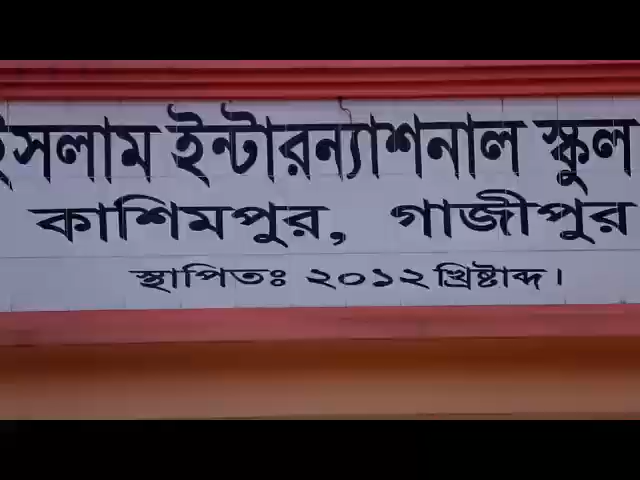 ইসলাম ইন্টারন্যাশনাল স্কুল
কাশিমপুর, গাজীপুর
স্থাপিতঃ ২০১২ খ্রিষ্টাব্দ।